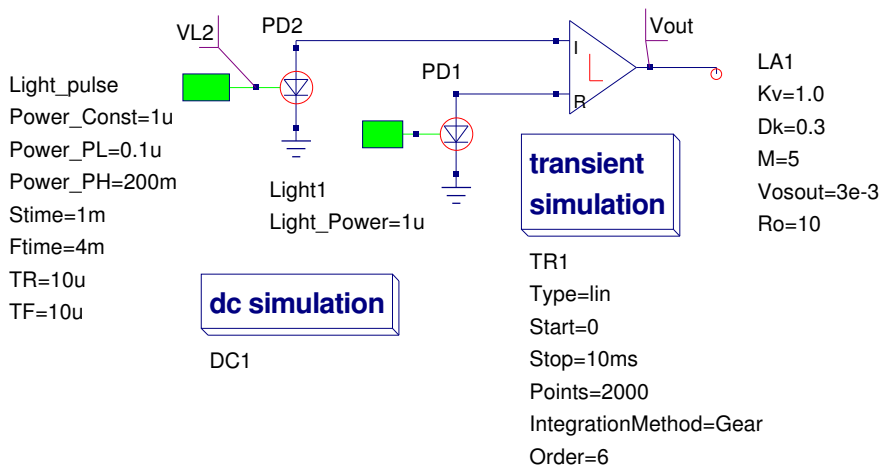 VL2
PD2
Vout
Light_pulse
Power_Const=1u
Power_PL=0.1u
Power_PH=200m
Stime=1m
Ftime=4m
TR=10u
TF=10u
PD1
I
L
R
LA1
Kv=1.0
Dk=0.3
M=5
Vosout=3e-3
Ro=10
Light1
Light_Power=1u
transient
simulation
dc simulation
DC1
TR1
Type=lin
Start=0
Stop=10ms
Points=2000
IntegrationMethod=Gear
Order=6